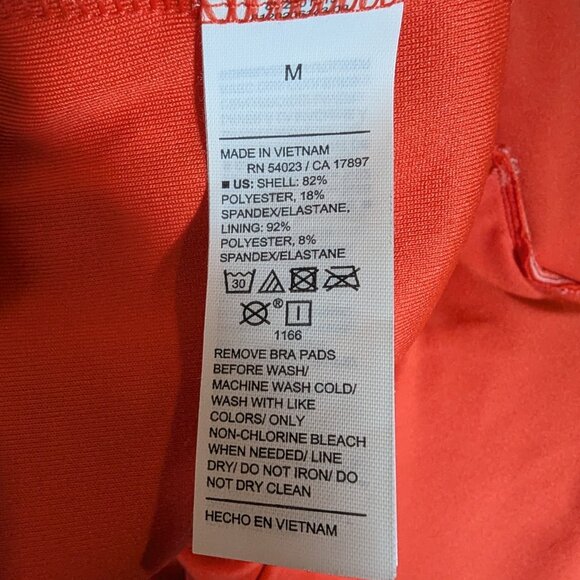 M
MADE IN VIETNAM
RN 54023 / CA 17897
■ US: SHELL: 82%
POLYESTER, 18%
SPANDEX/ELASTANE,
LINING: 92%
POLYESTER, 8%
SPANDEX/ELASTANE
30
®
1166
REMOVE BRA PADS
BEFORE WASH/
MACHINE WASH COLD/
WASH WITH LIKE
COLORS/ ONLY
NON-CHLORINE BLEACH
WHEN NEEDED/ LINE
DRY/ DO NOT IRON/ DO
NOT DRY CLEAN
HECHO EN VIETNAM